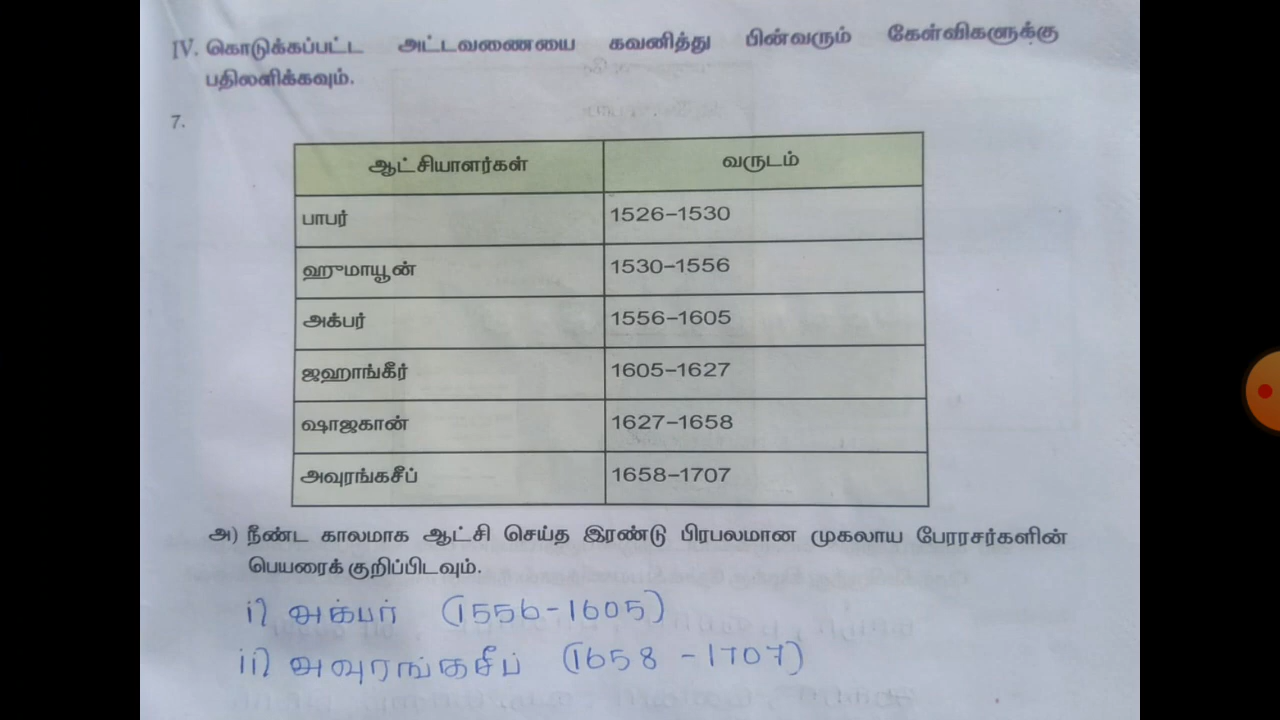 IV. கொடுக்கப்பட்ட அட்டவணையை கவனித்து பின்வரும் கேள்விகளுக்கு
பதிலளிக்கவும்.
7.
ஆட்சியாளர்கள் வருடம்
பாபர் 1526–1530
ஹுமாயூன் 1530–1556
அக்பர் 1556–1605
ஜஹாங்கீர் 1605–1627
ஷாஜகான் 1627–1658
அவுரங்கசீப் 1658–1707
அ) நீண்ட காலமாக ஆட்சி செய்த இரண்டு பிரபலமான முகலாய பேரரசர்களின்
பெயரைக் குறிப்பிடவும்.
i) அக்பர் (1556-1605)
ii) அவுரங்கசீப் (1658 -1707)